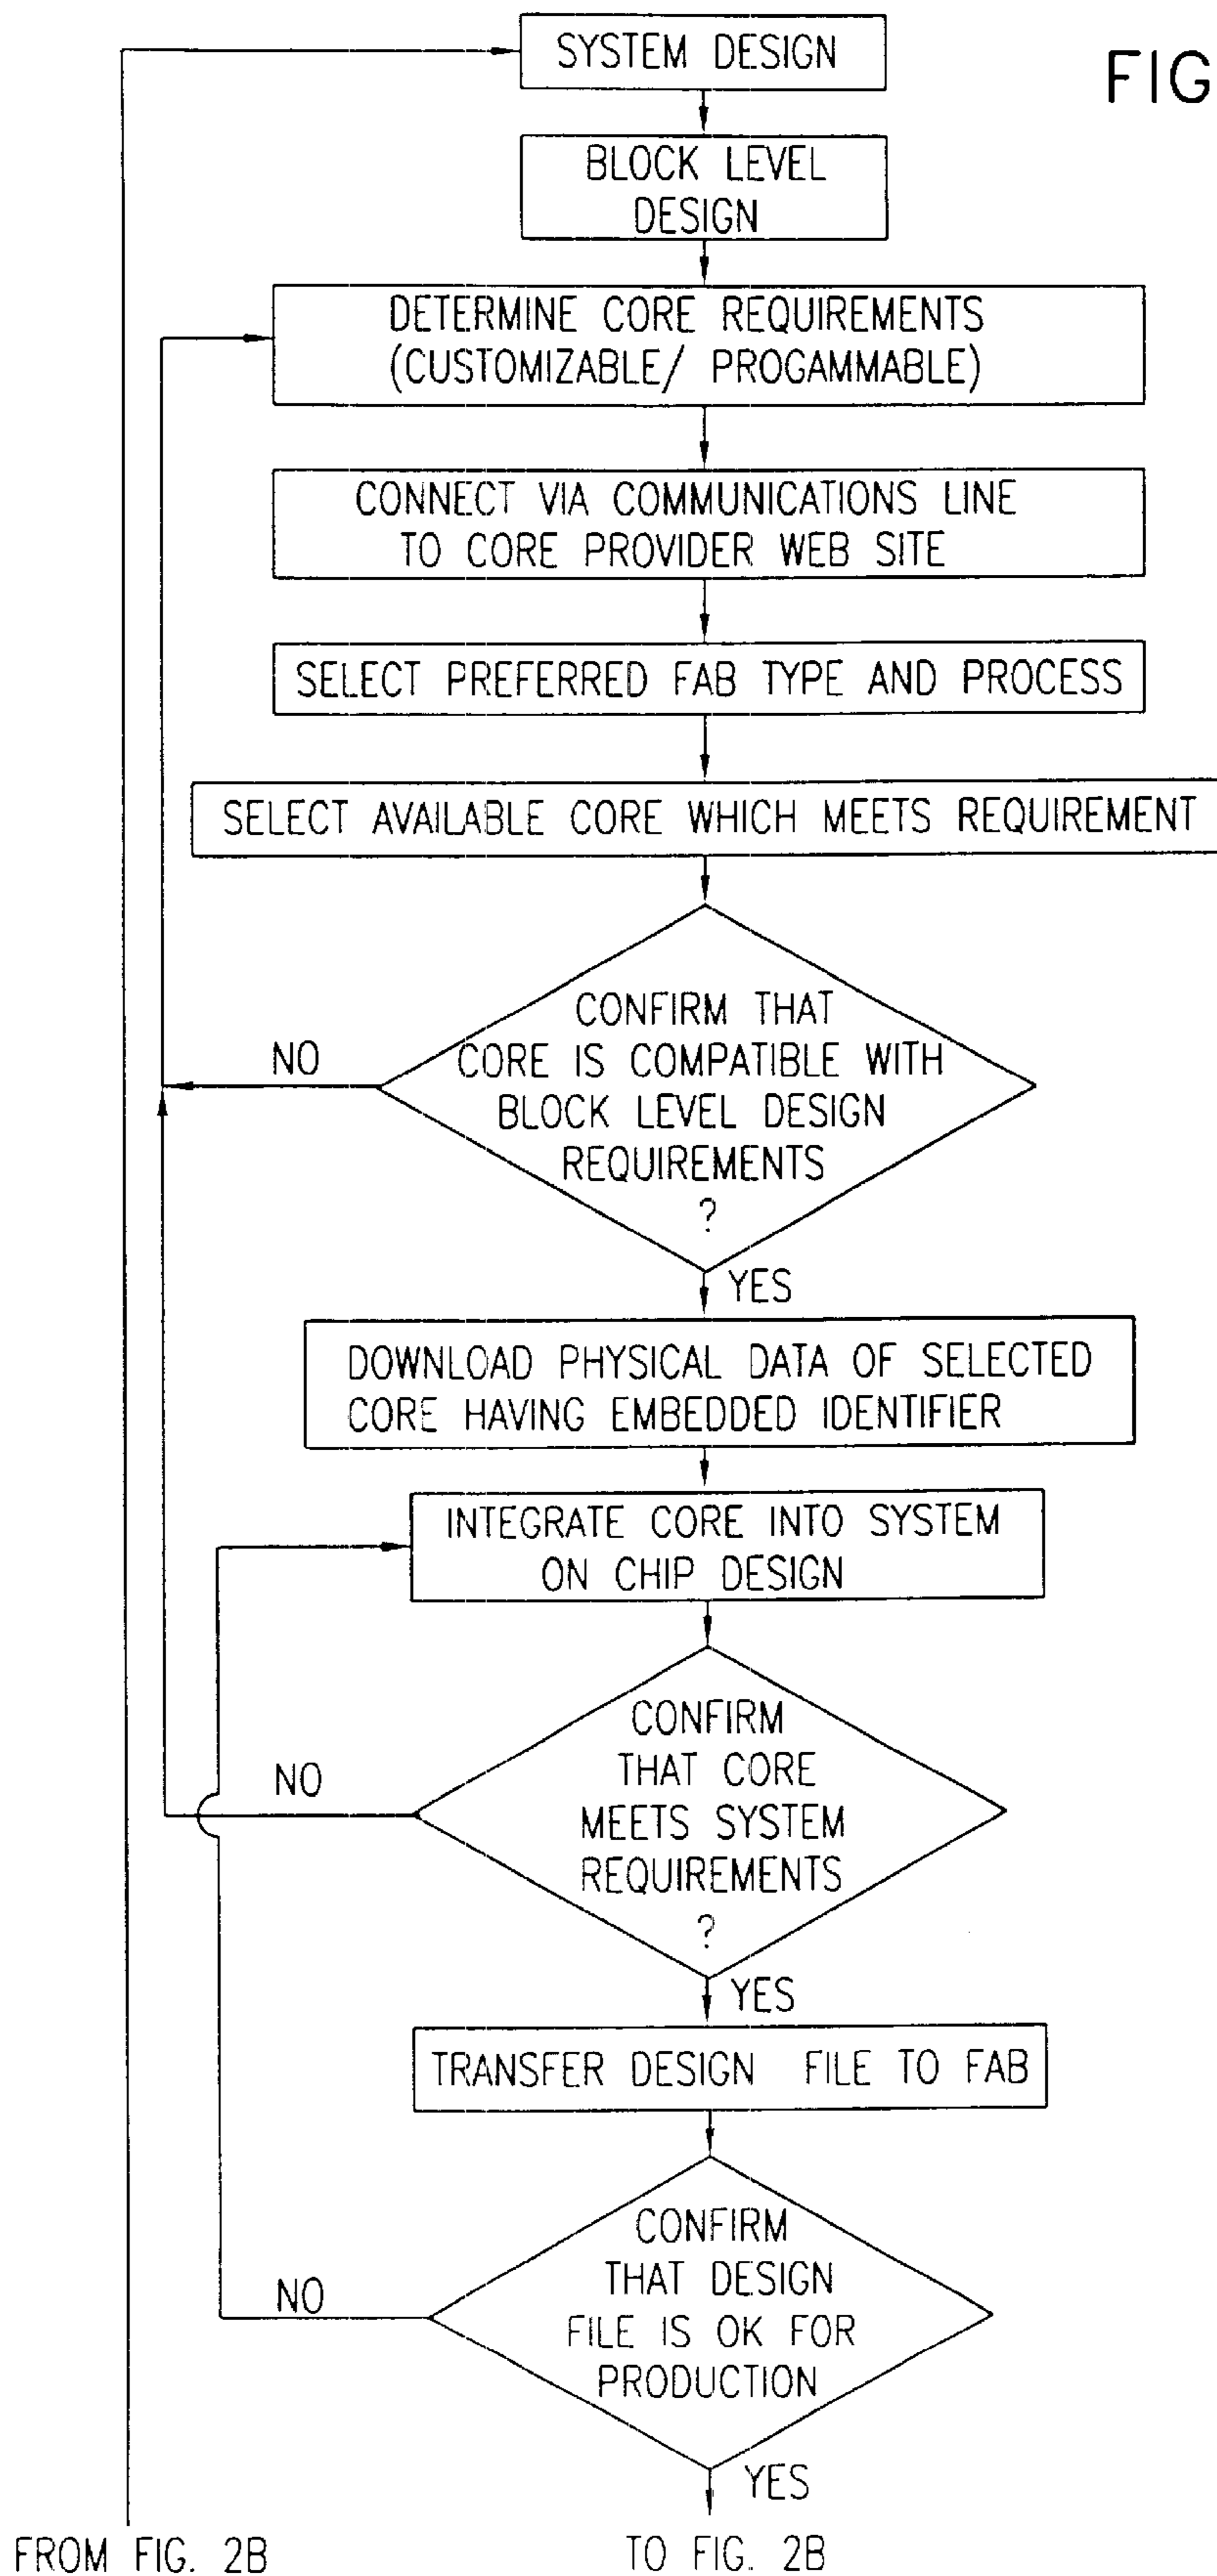 SYSTEM DESIGN
FIG
BLOCK LEVEL
DESIGN
DETERMINE CORE REQUIREMENTS
(CUSTOMIZABLE/ PROGAMMABLE)
CONNECT VIA COMMUNICATIONS LINE
TO CORE PROVIDER WEB SITE
SELECT PREFERRED FAB TYPE AND PROCESS
SELECT AVAILABLE CORE WHICH MEETS REQUIREMENT
CONFIRM THAT
CORE IS COMPATIBLE WITH
BLOCK LEVEL DESIGN
REQUIREMENTS
?
NO
YES
DOWNLOAD PHYSICAL DATA OF SELECTED
CORE HAVING EMBEDDED IDENTIFIER
INTEGRATE CORE INTO SYSTEM
ON CHIP DESIGN
CONFIRM
THAT CORE
MEETS SYSTEM
REQUIREMENTS
?
NO
YES
TRANSFER DESIGN FILE TO FAB
CONFIRM
THAT DESIGN
FILE IS OK FOR
PRODUCTION
NO
YES
FROM FIG. 2B
TO FIG. 2B